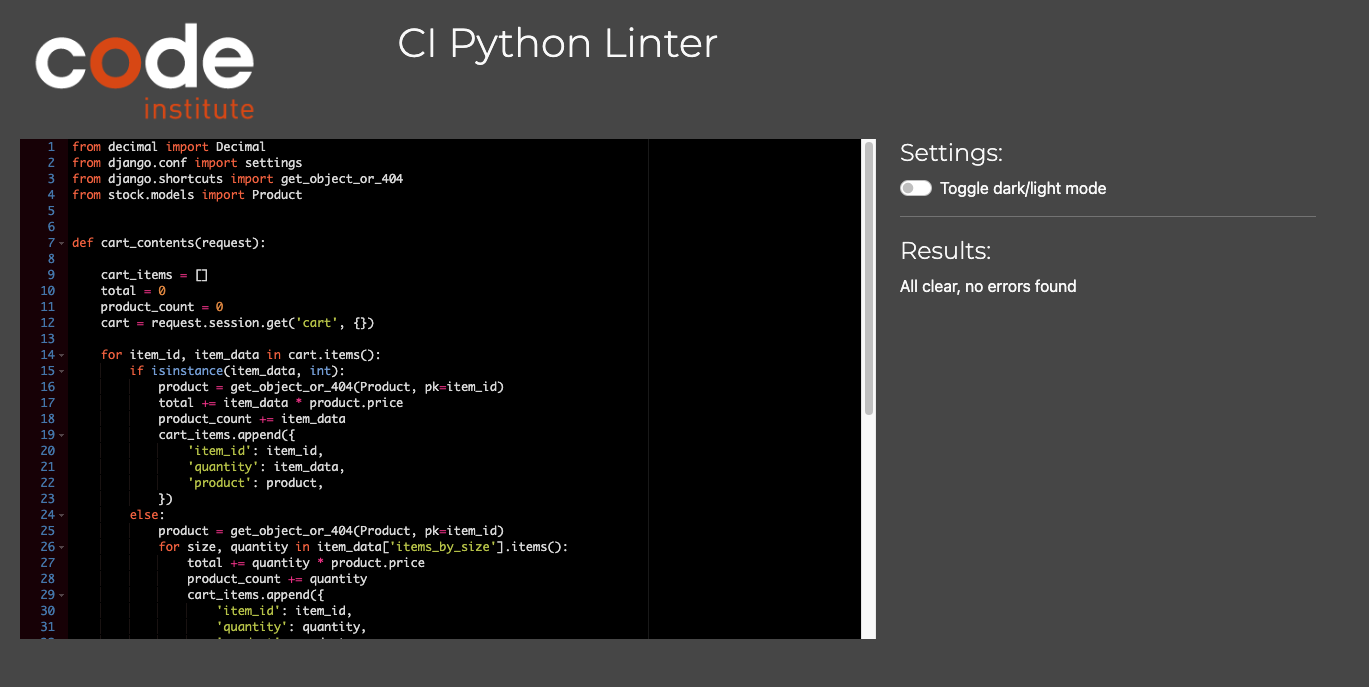 code
institute
CI Python Linter
1 from decimal import Decimal
2 from django.conf import settings
3 from django.shortcuts import get_object_or_404
4 from stock.models import Product
5
6
7 def cart_contents(request):
8
9     cart_items = []
10     total = 0
11     product_count = 0
12     cart = request.session.get('cart', {})
13
14     for item_id, item_data in cart.items():
15         if isinstance(item_data, int):
16             product = get_object_or_404(Product, pk=item_id)
17             total += item_data * product.price
18             product_count += item_data
19             cart_items.append({
20                 'item_id': item_id,
21                 'quantity': item_data,
22                 'product': product,
23             })
24         else:
25             product = get_object_or_404(Product, pk=item_id)
26             for size, quantity in item_data['items_by_size'].items():
27                 total += quantity * product.price
28                 product_count += quantity
29                 cart_items.append({
30                     'item_id': item_id,
31                     'quantity': quantity,
Settings:
Toggle dark/light mode
Results:
All clear, no errors found